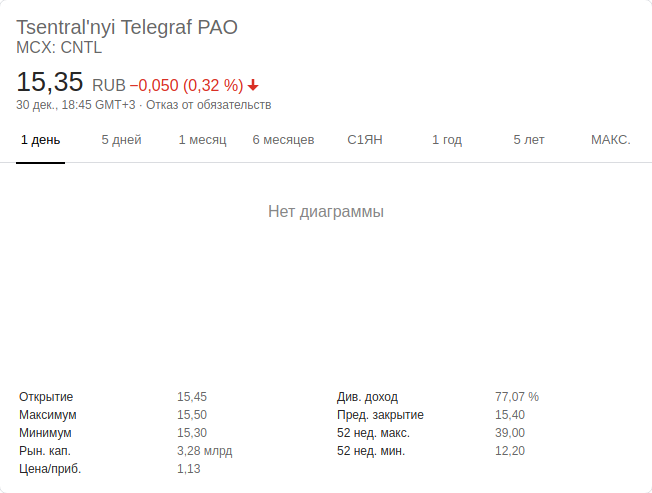 Tsentral'nyi Telegraf PAO
MCX: CNTL
15,35 RUB −0,050 (0,32 %)
30 дек., 18:45 GMT+3 · Отказ от обязательств
1 день 5 дней 1 месяц 6 месяцев С1ЯН 1 год 5 лет МАКС.
Нет диаграммы
Открытие 15,45 Див. доход 77,07 %
Максимум 15,50 Пред. закрытие 15,40
Минимум 15,30 52 нед. макс. 39,00
Рын. кап. 3,28 млрд 52 нед. мин. 12,20
Цена/приб. 1,13